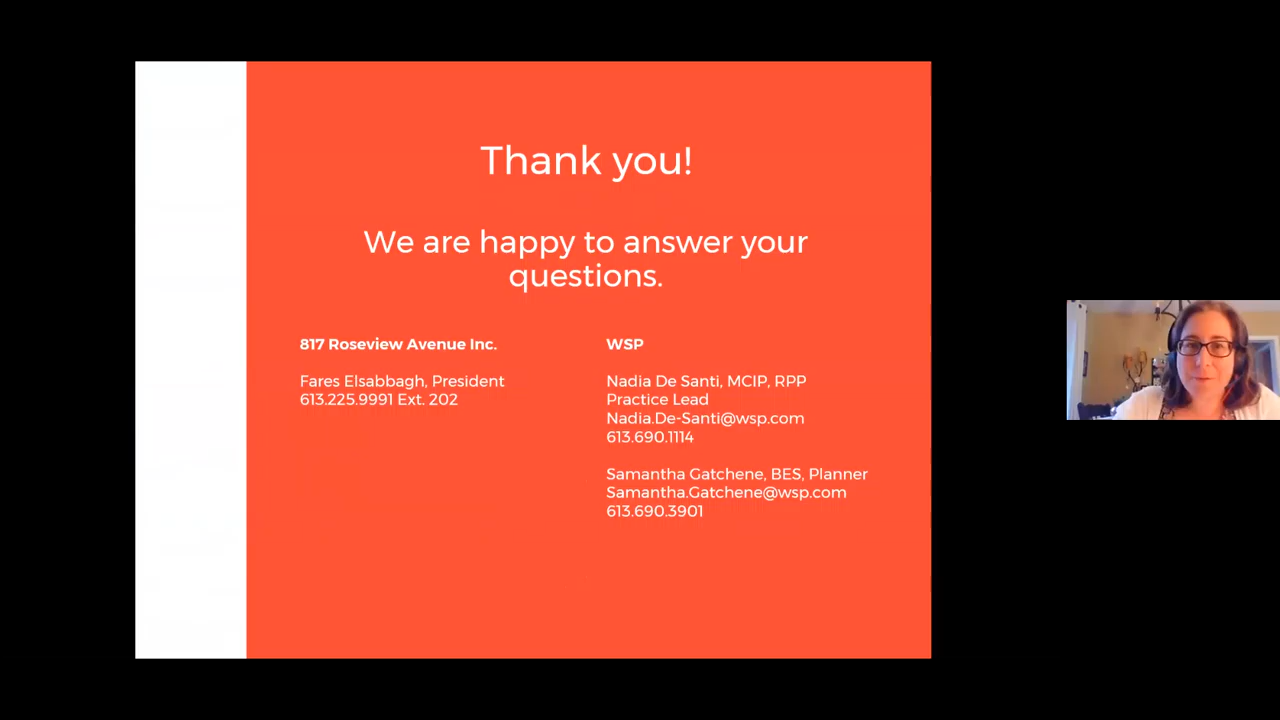 Thank you!
We are happy to answer your
questions.
817 Roseview Avenue Inc.
Fares Elsabbagh, President
613.225.9991 Ext. 202
WSP
Nadia De Santi, MCIP, RPP
Practice Lead
Nadia.De-Santi@wsp.com
613.690.1114
Samantha Gatchene, BES, Planner
Samantha.Gatchene@wsp.com
613.690.3901